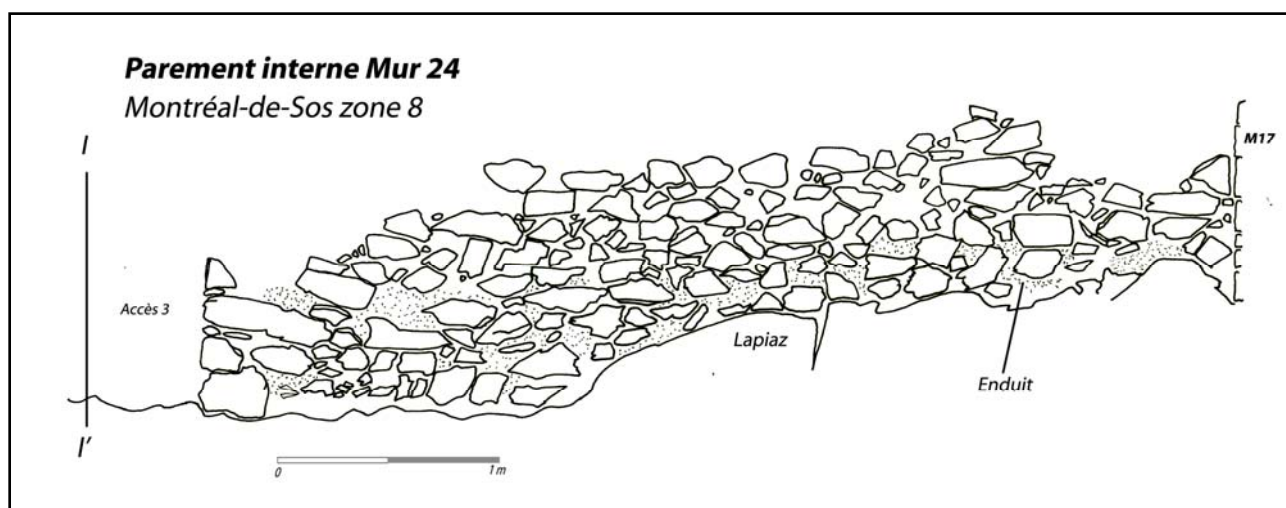 Parement interne Mur 24
Montréal-de-Sos zone 8
I
M17
Accès 3
Lapiaz
Enduit
I'
0
1 m